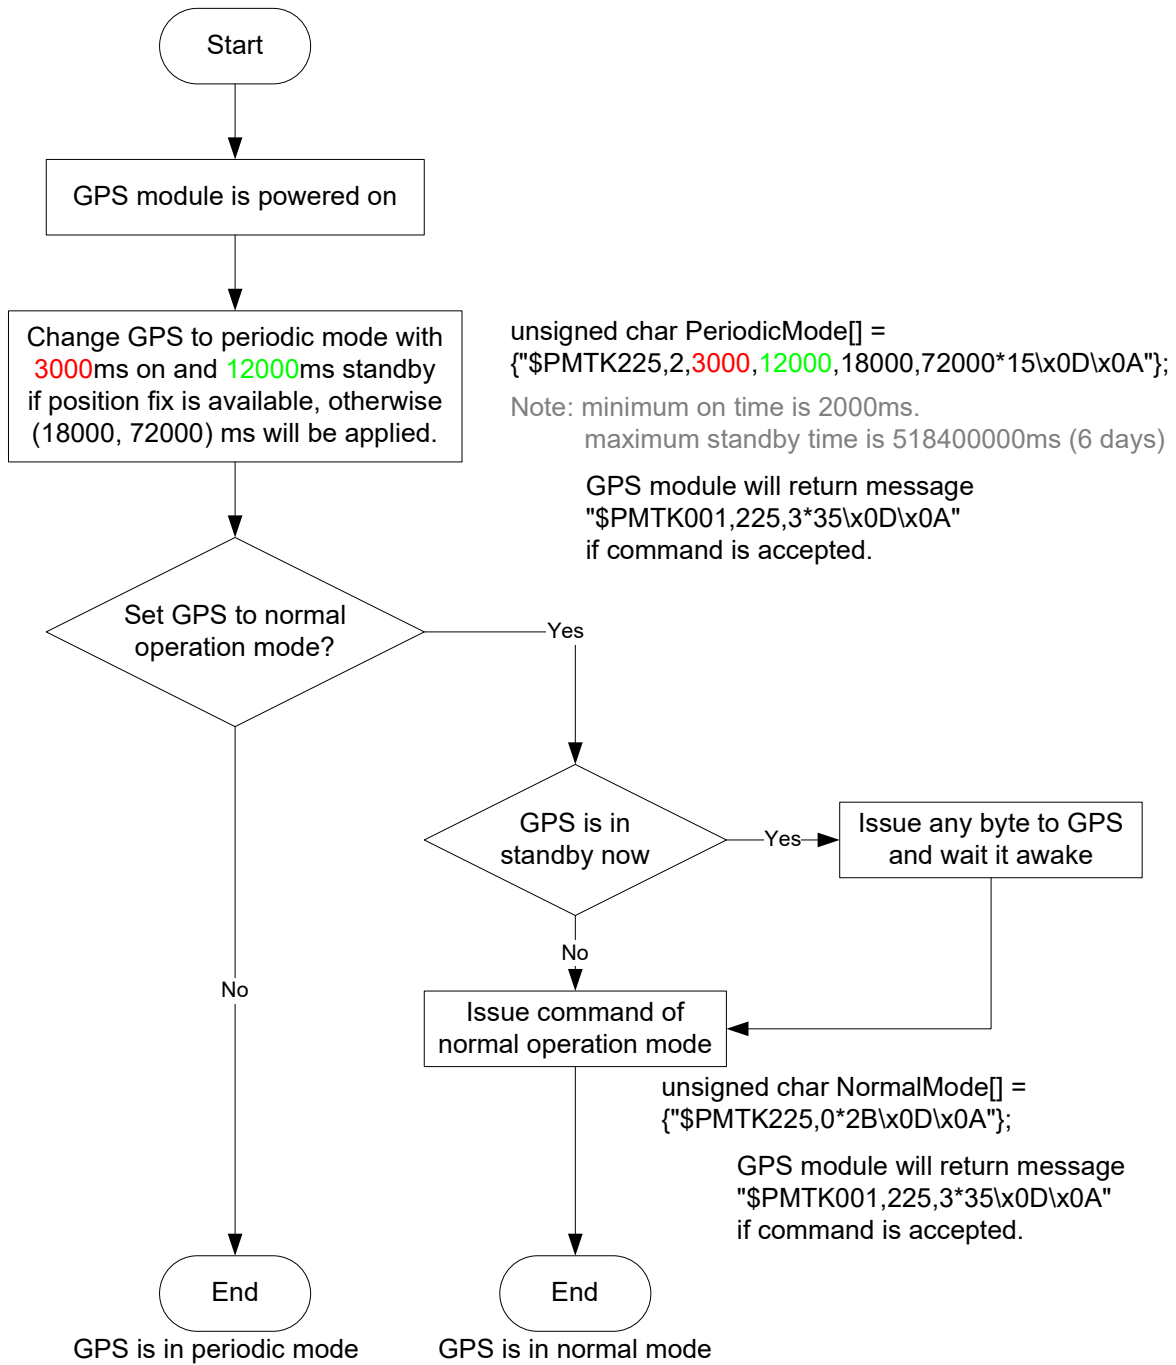 Start
GPS module is powered on
Change GPS to periodic mode with
3000ms on and 12000ms standby
if position fix is available, otherwise
(18000, 72000) ms will be applied.
unsigned char PeriodicMode[] =
{"$PMTK225,2,3000,12000,18000,72000*15\x0D\x0A"};
Note: minimum on time is 2000ms.
maximum standby time is 518400000ms (6 days)
GPS module will return message
"$PMTK001,225,3*35\x0D\x0A"
if command is accepted.
Set GPS to normal
operation mode?
Yes
GPS is in
standby now
Yes
Issue any byte to GPS
and wait it awake
No
No
Issue command of
normal operation mode
unsigned char NormalMode[] =
{"$PMTK225,0*2B\x0D\x0A"};
GPS module will return message
"$PMTK001,225,3*35\x0D\x0A"
if command is accepted.
End
GPS is in periodic mode
End
GPS is in normal mode